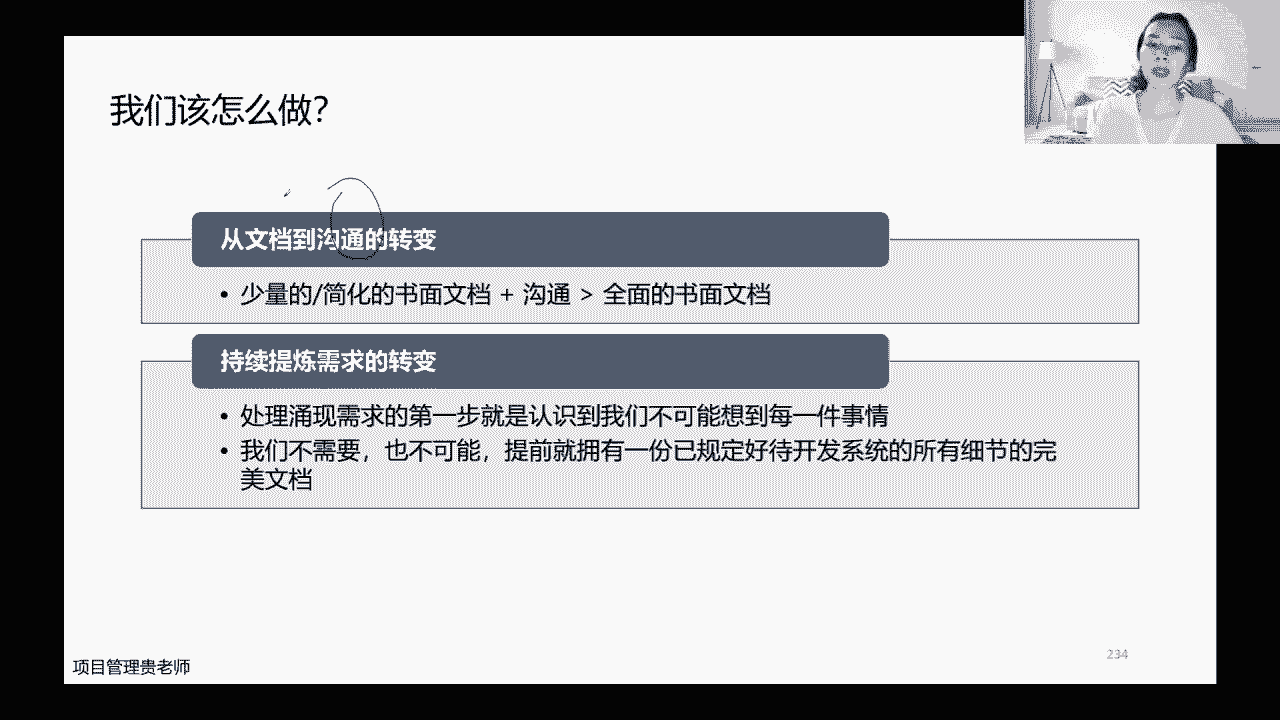 我们该怎么做?
从文档到沟通的转变
• 少量的/简化的书面文档 + 沟通 > 全面的书面文档
持续提炼需求的转变
• 处理涌现需求的第一步就是认识到我们不可能想到每一件事情
• 我们不需要，也不可能，提前就拥有一份已规定好待开发系统的所有细节的完
美文档
项目管理贵老师
234